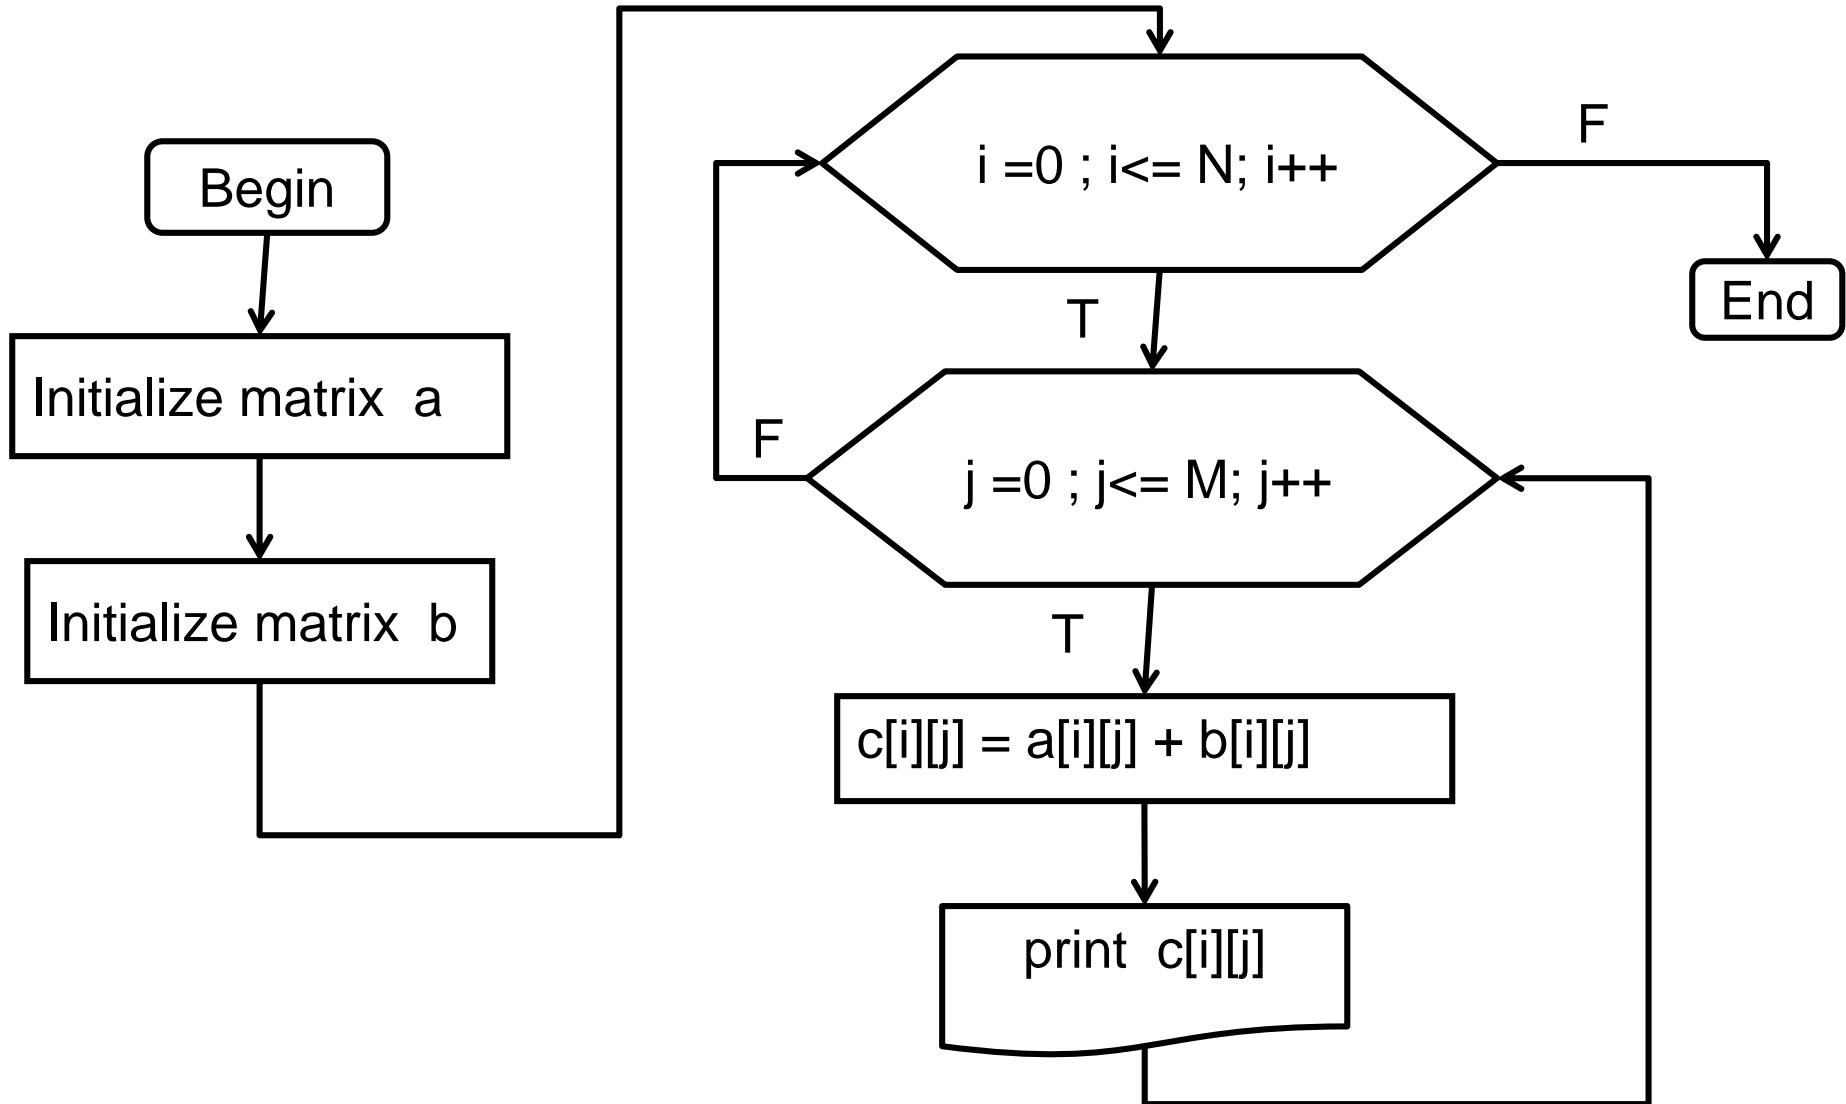 Begin
Initialize matrix  a
Initialize matrix  b
i =0 ; i<= N; i++
F
End
T
F
j =0 ; j<= M; j++
T
c[i][j] = a[i][j] + b[i][j]
print  c[i][j]